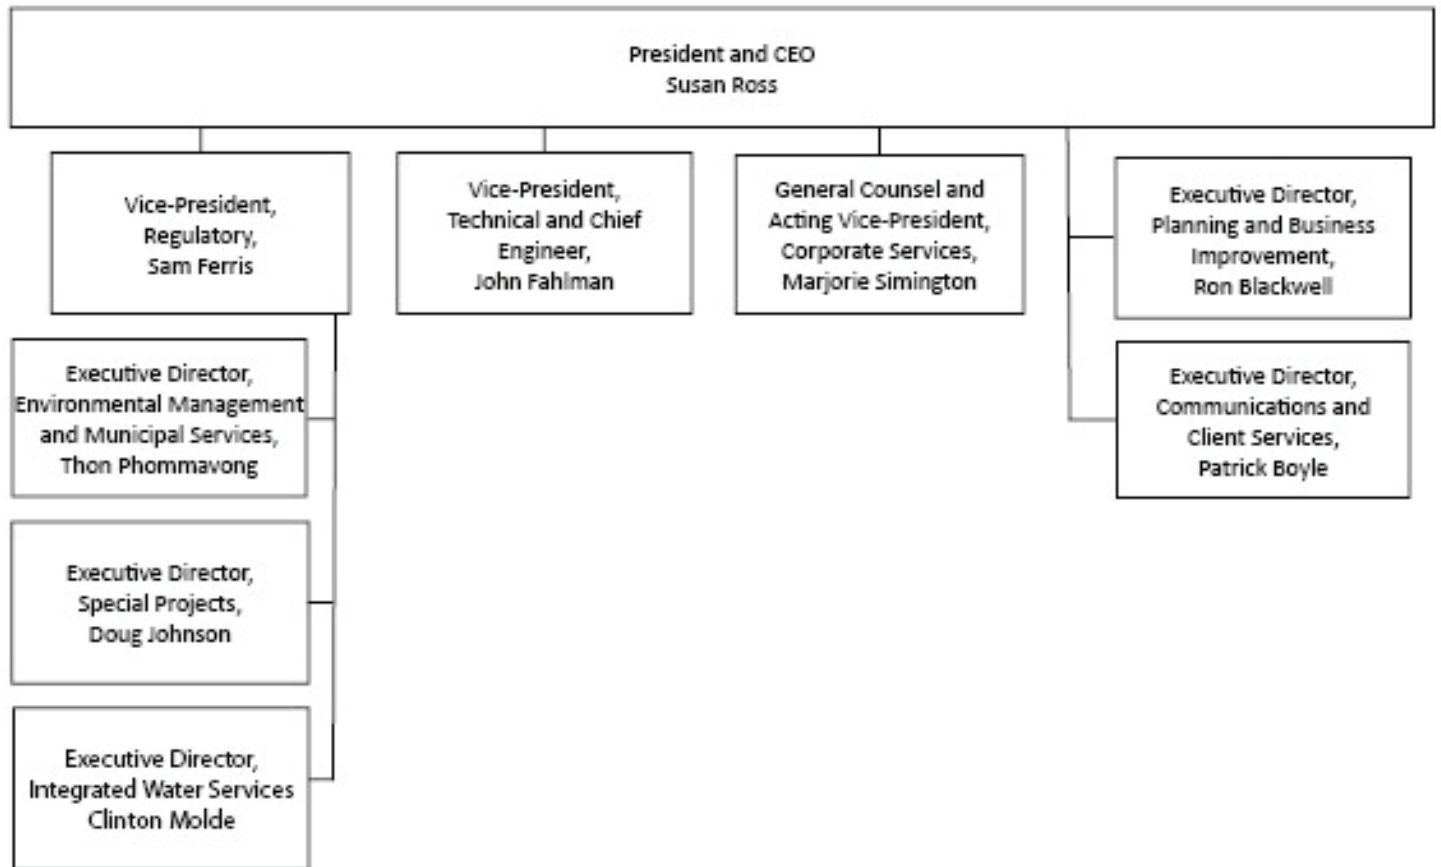 President and CEO
Susan Ross
Vice-President,
Regulatory,
Sam Ferris
Vice-President,
Technical and Chief
Engineer,
John Fahlman
General Counsel and
Acting Vice-President,
Corporate Services,
Marjorie Simington
Executive Director,
Planning and Business
Improvement,
Ron Blackwell
Executive Director,
Environmental Management
and Municipal Services,
Thon Phommavong
Executive Director,
Communications and
Client Services,
Patrick Boyle
Executive Director,
Special Projects,
Doug Johnson
Executive Director,
Integrated Water Services
Clinton Molde